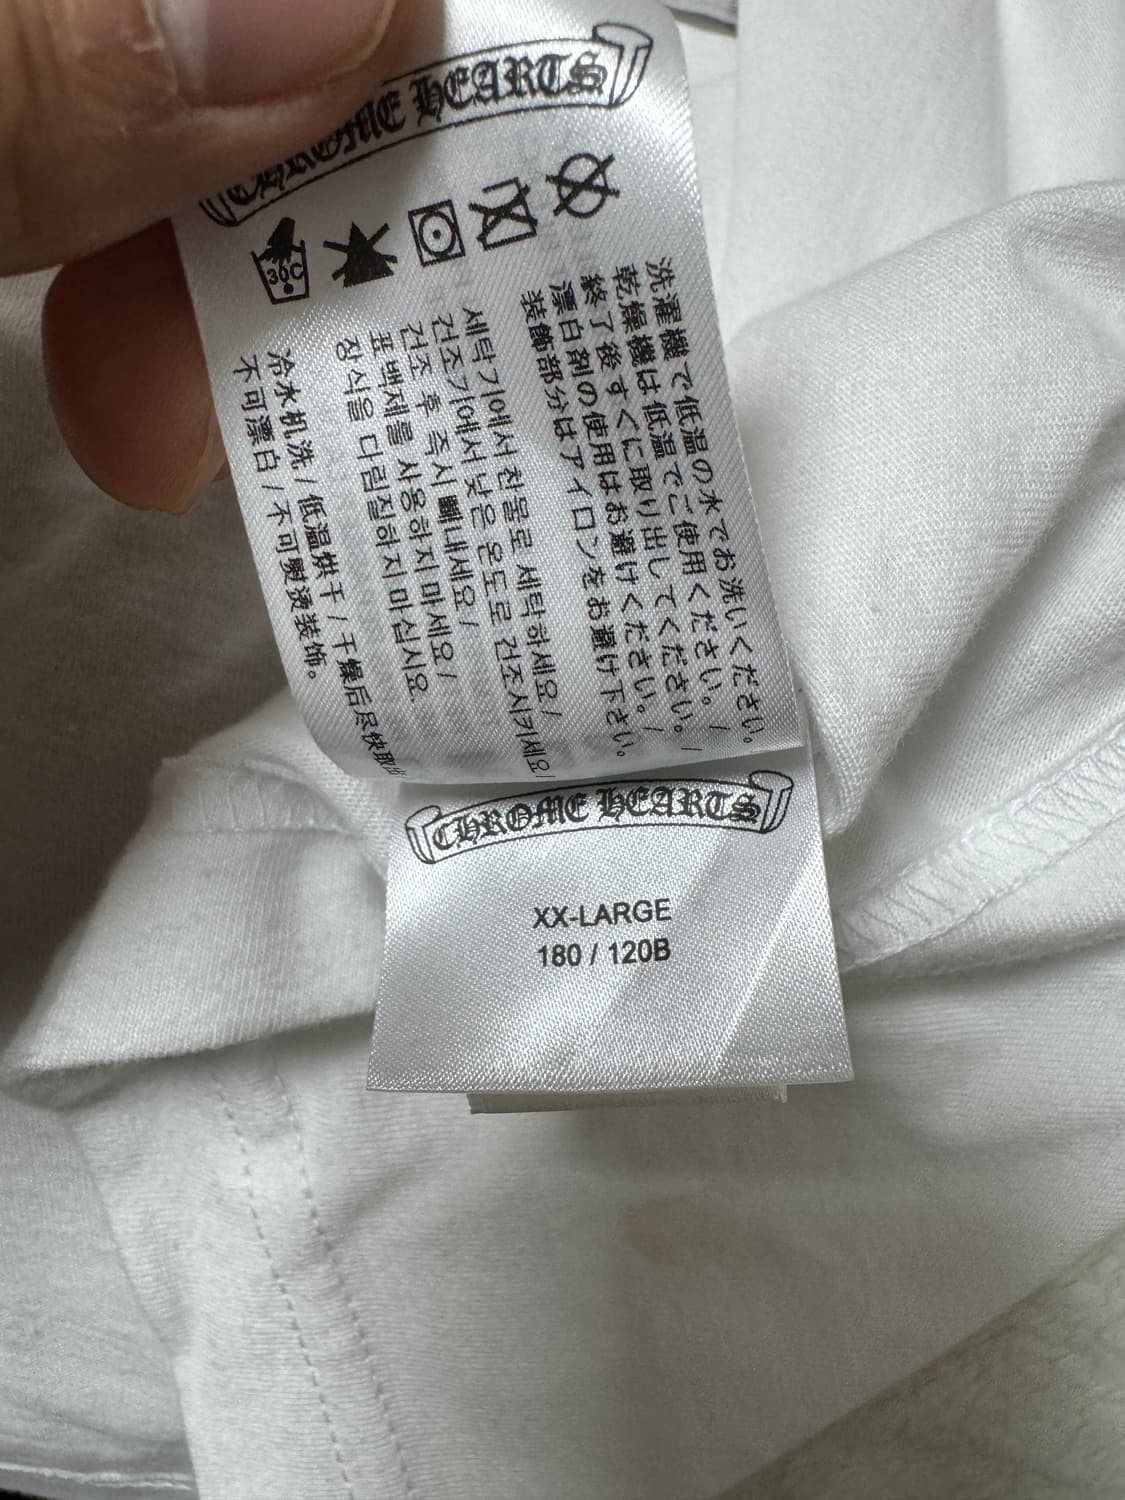 CHROME HEARTS
30C
洗濯機で低温の水でお洗いください。/
乾燥機は低温でご使用ください。/
終了後すぐに取り出してください。/
漂白剤の使用はお避けください。/
装飾部分はアイロンをお避け下さい。
세탁기에서 찬물로 세탁하세요/
건조기에서 낮은 온도로 건조시키세요/
건조 후 즉시 빼내세요/
표백제를 사용하지 마세요/
장식을 다림질하지 마십시요.
冷水机洗 / 低温烘干 / 干燥后尽快取出
不可漂白 / 不可熨烫装饰。
CHROME HEARTS
XX-LARGE
180 / 120B